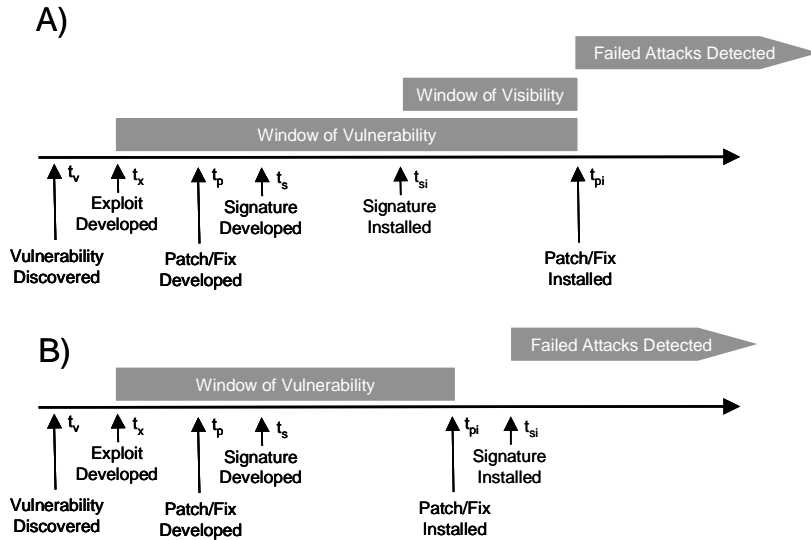 A)
Failed Attacks Detected
Window of Visibility
Window of Vulnerability
tv
tx
tp
ts
tsi
tpi
Exploit
Developed
Signature
Developed
Signature
Installed
Vulnerability
Discovered
Patch/Fix
Developed
Patch/Fix
Installed
B)
Failed Attacks Detected
Window of Vulnerability
tv
tx
tp
ts
tpi
tsi
Exploit
Developed
Signature
Developed
Signature
Installed
Vulnerability
Discovered
Patch/Fix
Developed
Patch/Fix
Installed